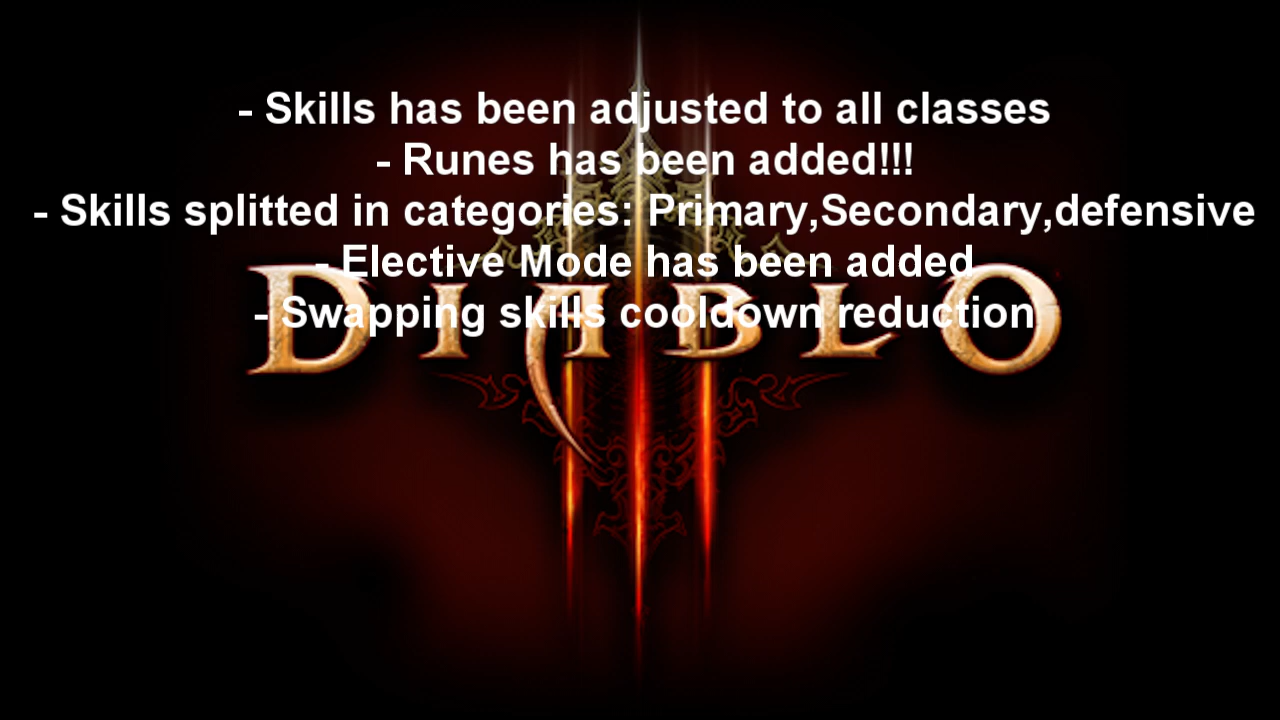 - Skills has been adjusted to all classes
- Runes has been added!!!
- Skills splitted in categories: Primary,Secondary,defensive
- Elective Mode has been added
- Swapping skills cooldown reduction
DIABLO